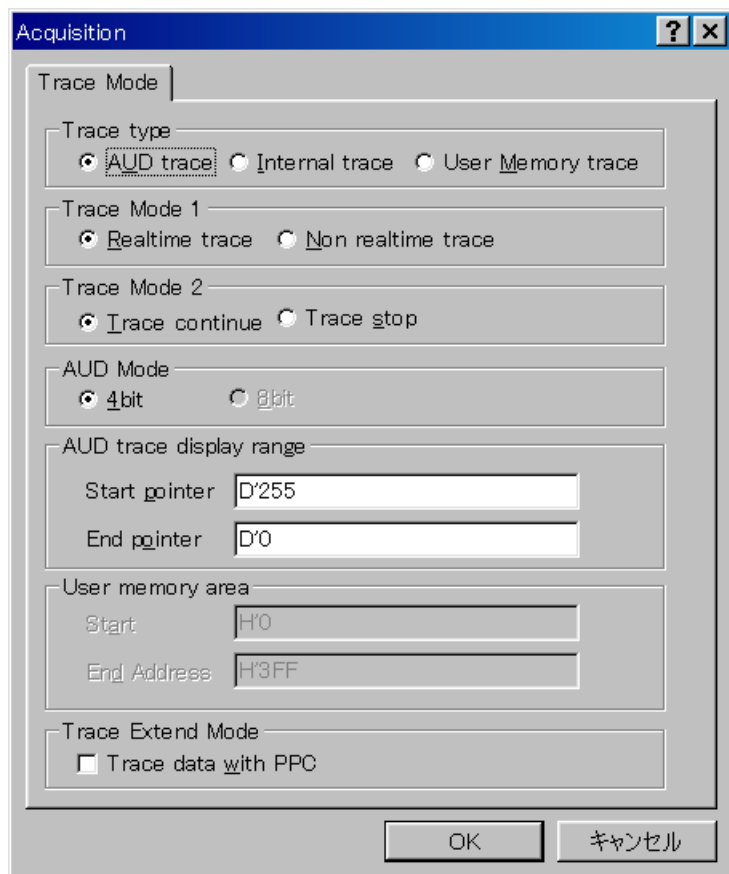 Acquisition
Trace Mode
Trace type
AUD trace Internal trace User Memory trace
Trace Mode 1
Realtime trace Non realtime trace
Trace Mode 2
Trace continue Trace stop
AUD Mode
4bit 8bit
AUD trace display range
Start pointer D'255
End pointer D'0
User memory area
Start H'0
End Address H'3FF
Trace Extend Mode
Trace data with PPC
OK キャンセル